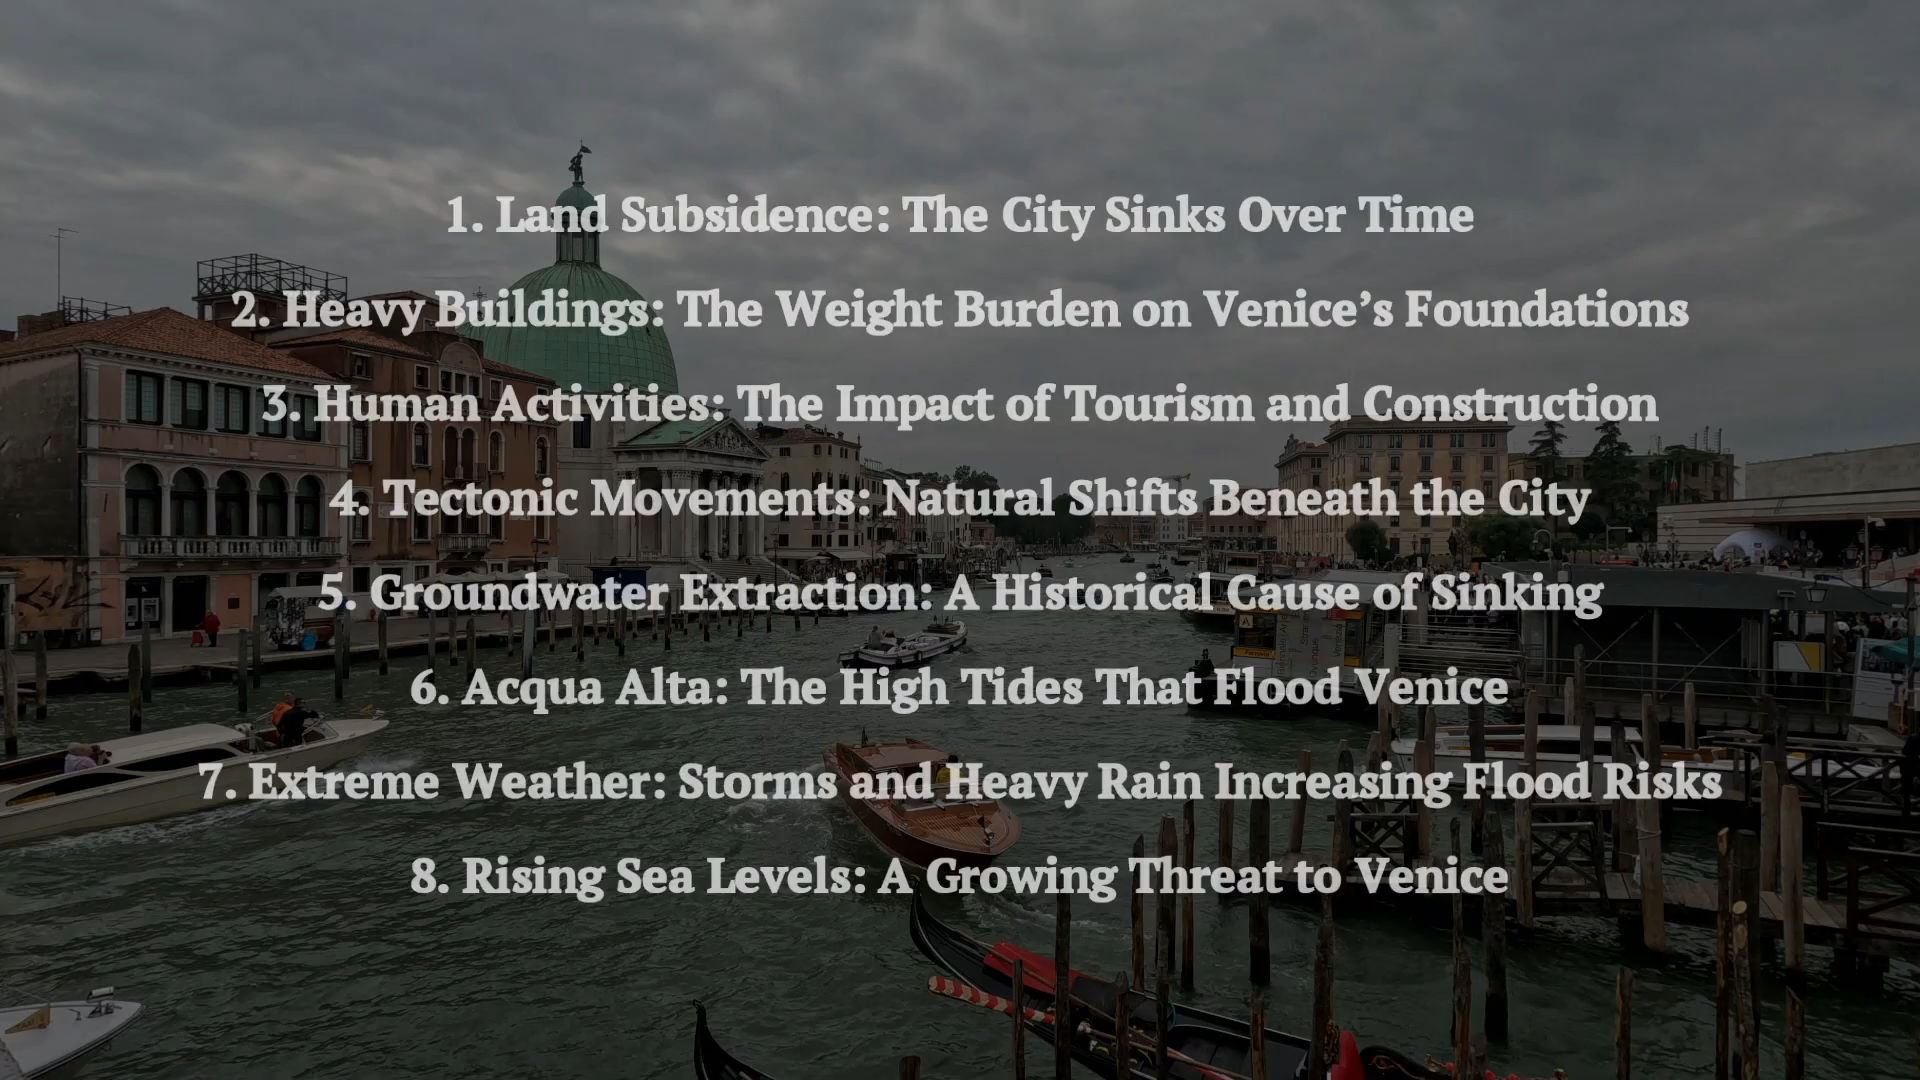 1. Land Subsidence: The City Sinks Over Time
2. Heavy Buildings: The Weight Burden on Venice’s Foundations
3. Human Activities: The Impact of Tourism and Construction
4. Tectonic Movements: Natural Shifts Beneath the City
5. Groundwater Extraction: A Historical Cause of Sinking
6. Acqua Alta: The High Tides That Flood Venice
7. Extreme Weather: Storms and Heavy Rain Increasing Flood Risks
8. Rising Sea Levels: A Growing Threat to Venice